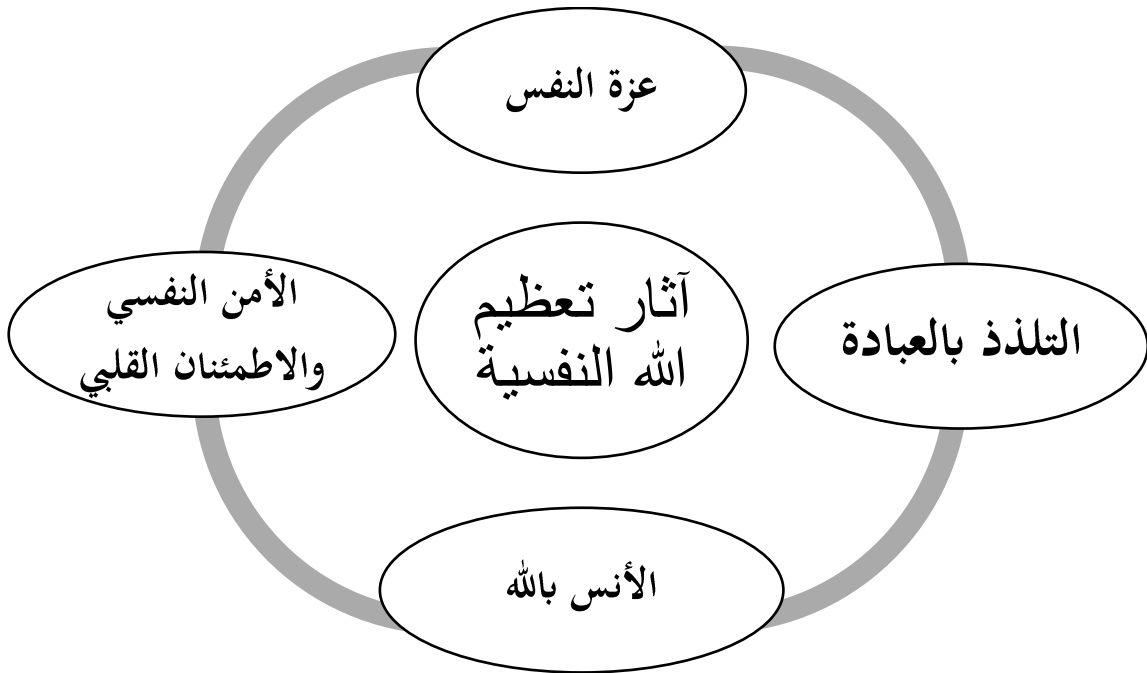 عزة النفس
آثار تعظيم
الله النفسية
التلذذ بالعبادة
الأمن النفسي
والاطمئنان القلبي
الأنس بالله